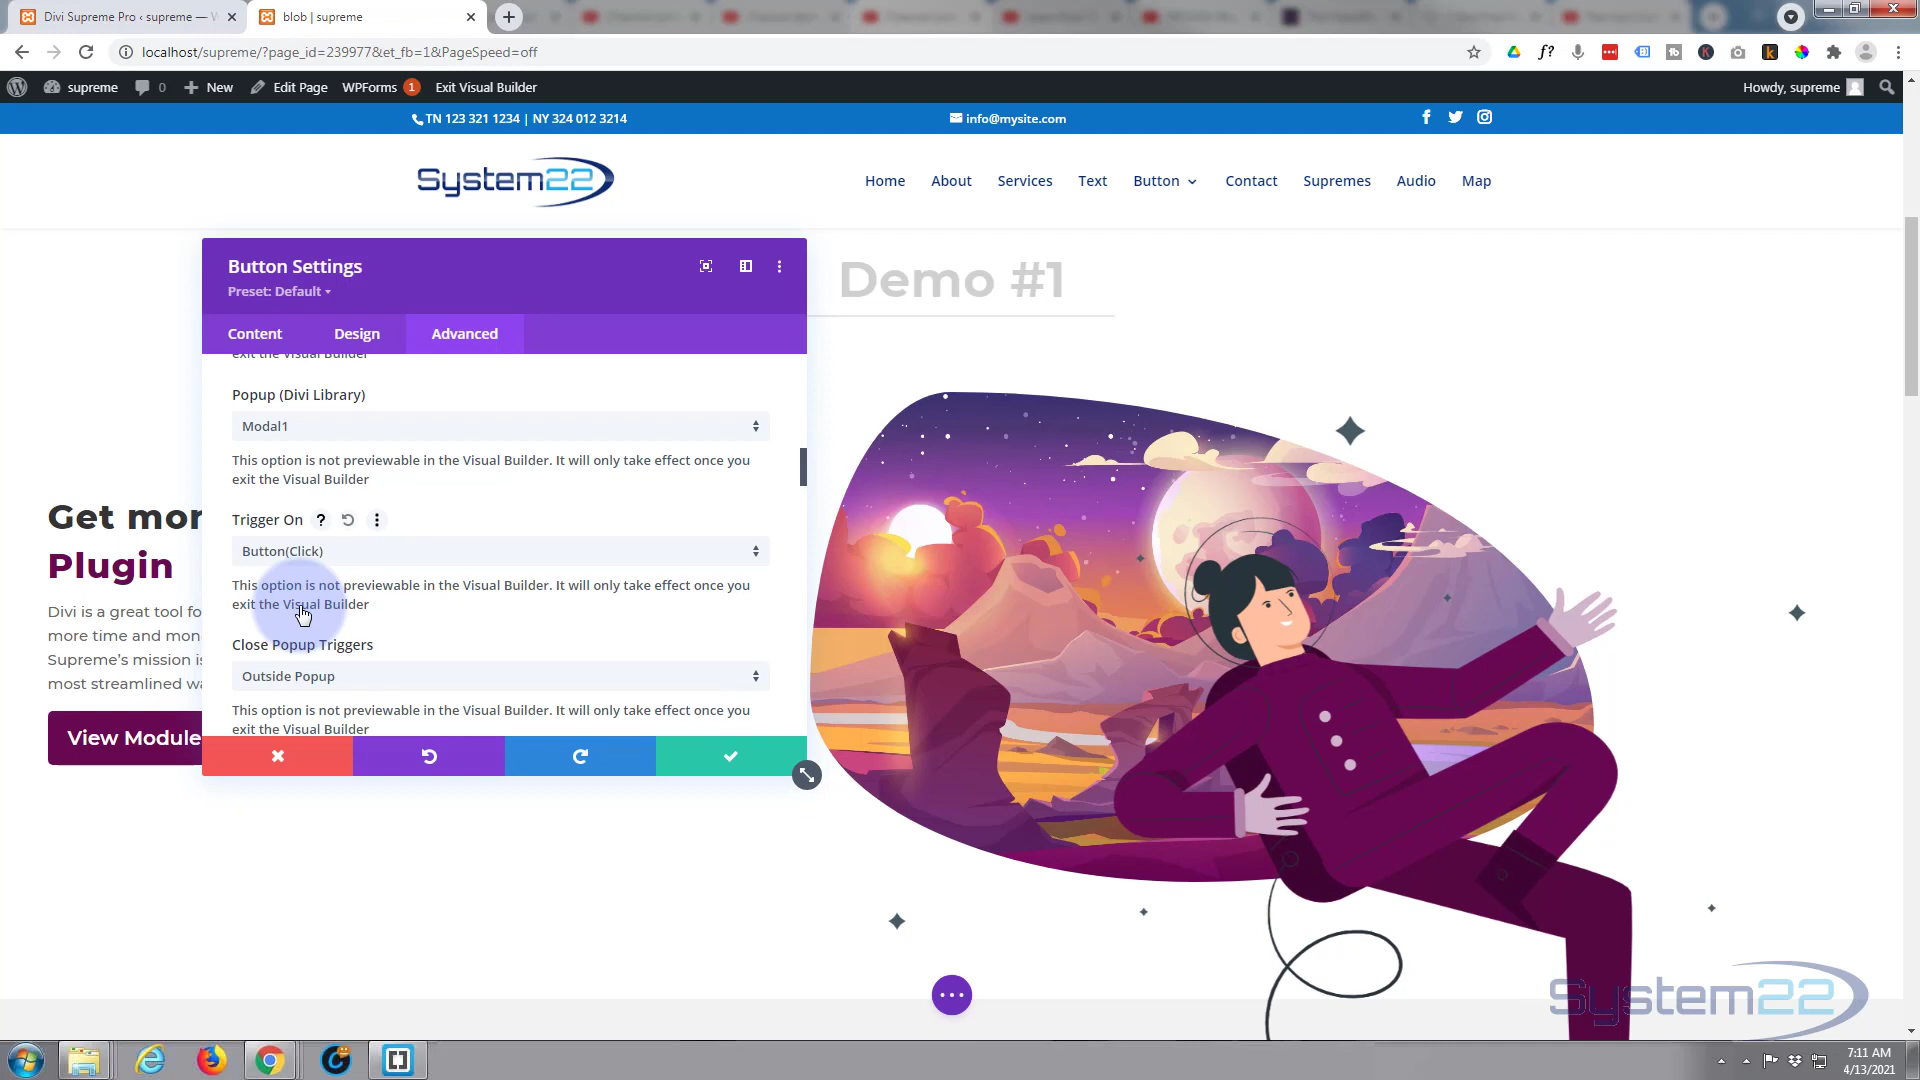 Divi Supreme Pro ‹ supreme — W
blob | supreme
localhost/supreme/?page_id=239977&et_fb=1&PageSpeed=off
supreme
0
New
Edit Page
WPForms 1
Exit Visual Builder
Howdy, supreme
TN 123 321 1234 | NY 324 012 3214
info@mysite.com
System22
Home
About
Services
Text
Button
Contact
Supremes
Audio
Map
Button Settings
Preset: Default
Content
Design
Advanced
Demo #1
exit the Visual Builder
Popup (Divi Library)
Modal1
This option is not previewable in the Visual Builder. It will only take effect once you
exit the Visual Builder
Trigger On ?
Button(Click)
This option is not previewable in the Visual Builder. It will only take effect once you
exit the Visual Builder
Close Popup Triggers
Outside Popup
This option is not previewable in the Visual Builder. It will only take effect once you
exit the Visual Builder
Get mor
Plugin
Divi is a great tool fo
more time and mon
Supreme's mission is
most streamlined wa
View Module
System22
7:11 AM
4/13/2021